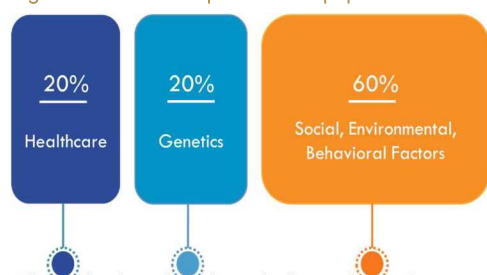 20%
Healthcare
20%
Genetics
60%
Social, Environmental,
Behavioral Factors